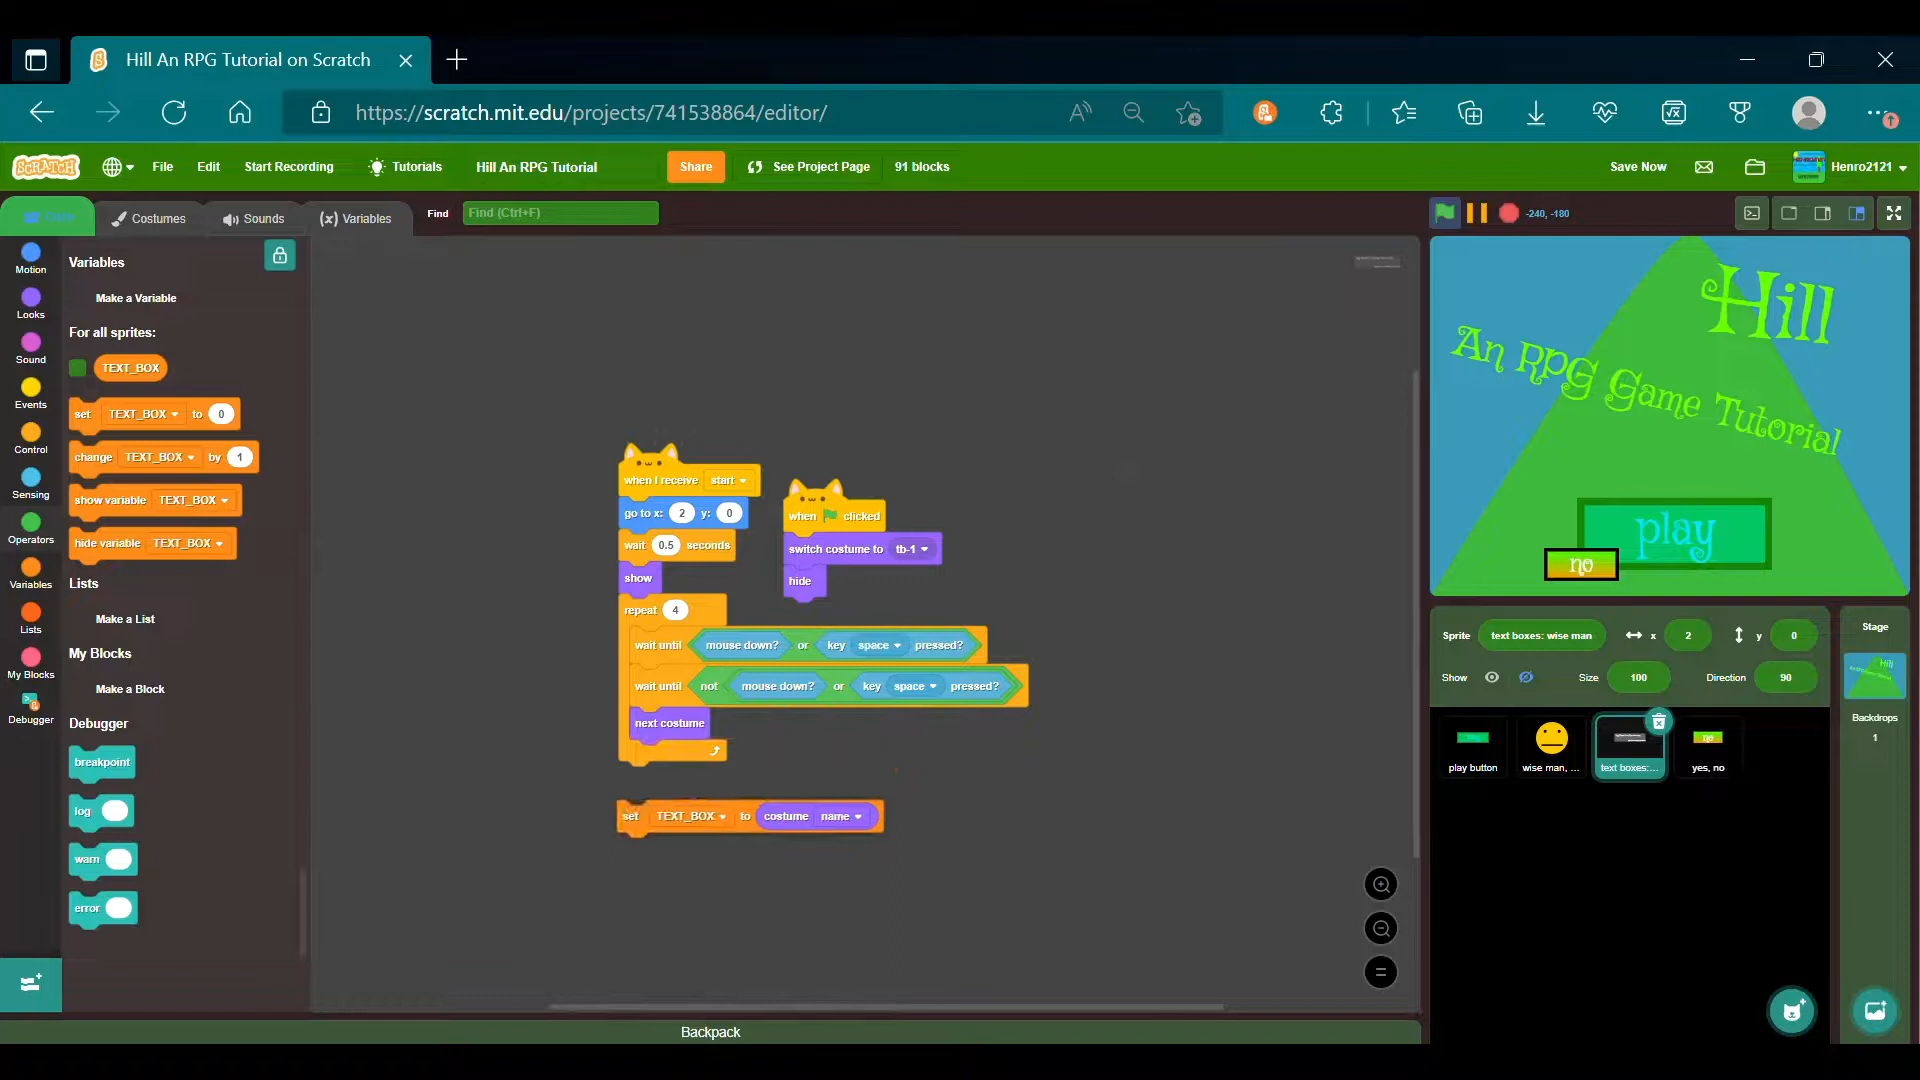 Hill An RPG Tutorial on Scratch
https://scratch.mit.edu/projects/741538864/editor/
SCRATCH File Edit Start Recording Tutorials Hill An RPG Tutorial Share See Project Page 91 blocks Save Now Henro2121
Code Costumes Sounds (x) Variables Find Find (Ctrl+F) -240, -180
Motion
Looks
Sound
Events
Control
Sensing
Operators
Variables
Lists
My Blocks
Debugger
Variables
Make a Variable
For all sprites:
TEXT_BOX
set TEXT_BOX to 0
change TEXT_BOX by 1
show variable TEXT_BOX
hide variable TEXT_BOX
Lists
Make a List
My Blocks
Make a Block
Debugger
breakpoint
log
warn
error
when I receive start
go to x: 2 y: 0
wait 0.5 seconds
show
repeat 4
wait until mouse down? or key space pressed?
wait until not mouse down? or key space pressed?
next costume
when clicked
switch costume to tb-1
hide
set TEXT_BOX to costume name
Backpack
Hill
An RPG Game Tutorial
play
no
Sprite text boxes: wise man x 2 y 0
Show Size 100 Direction 90
play button
wise man, ...
text boxes:...
no
yes, no
Stage
Hill
Backdrops
1